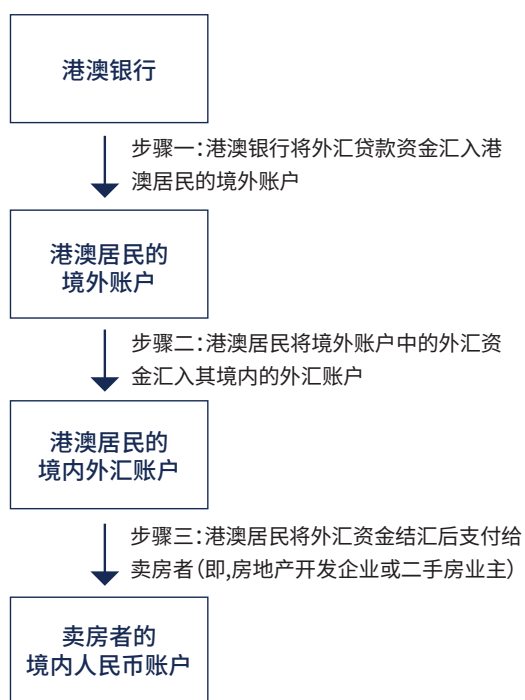 港澳银行
步骤一：港澳银行将外汇贷款资金汇入港
澳居民的境外账户
港澳居民的
境外账户
步骤二：港澳居民将境外账户中的外汇资
金汇入其境内的外汇账户
港澳居民的
境内外汇账户
步骤三：港澳居民将外汇资金结汇后支付给
卖房者（即,房地产开发企业或二手房业主）
卖房者的
境内人民币账户